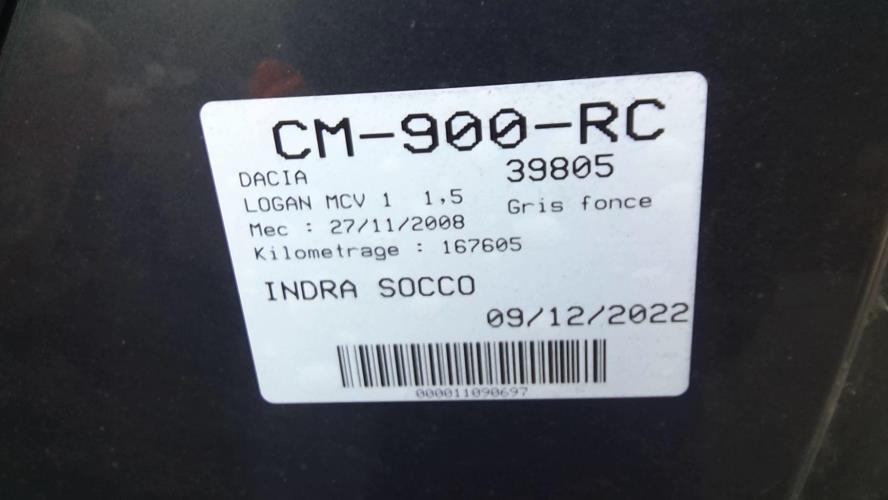 CM-900-RC
DACIA 39805
LOGAN MCV 1 1,5 Gris fonce
Mec : 27/11/2008
Kilometrage : 167605
INDRA SOCCO
09/12/2022
000011090697